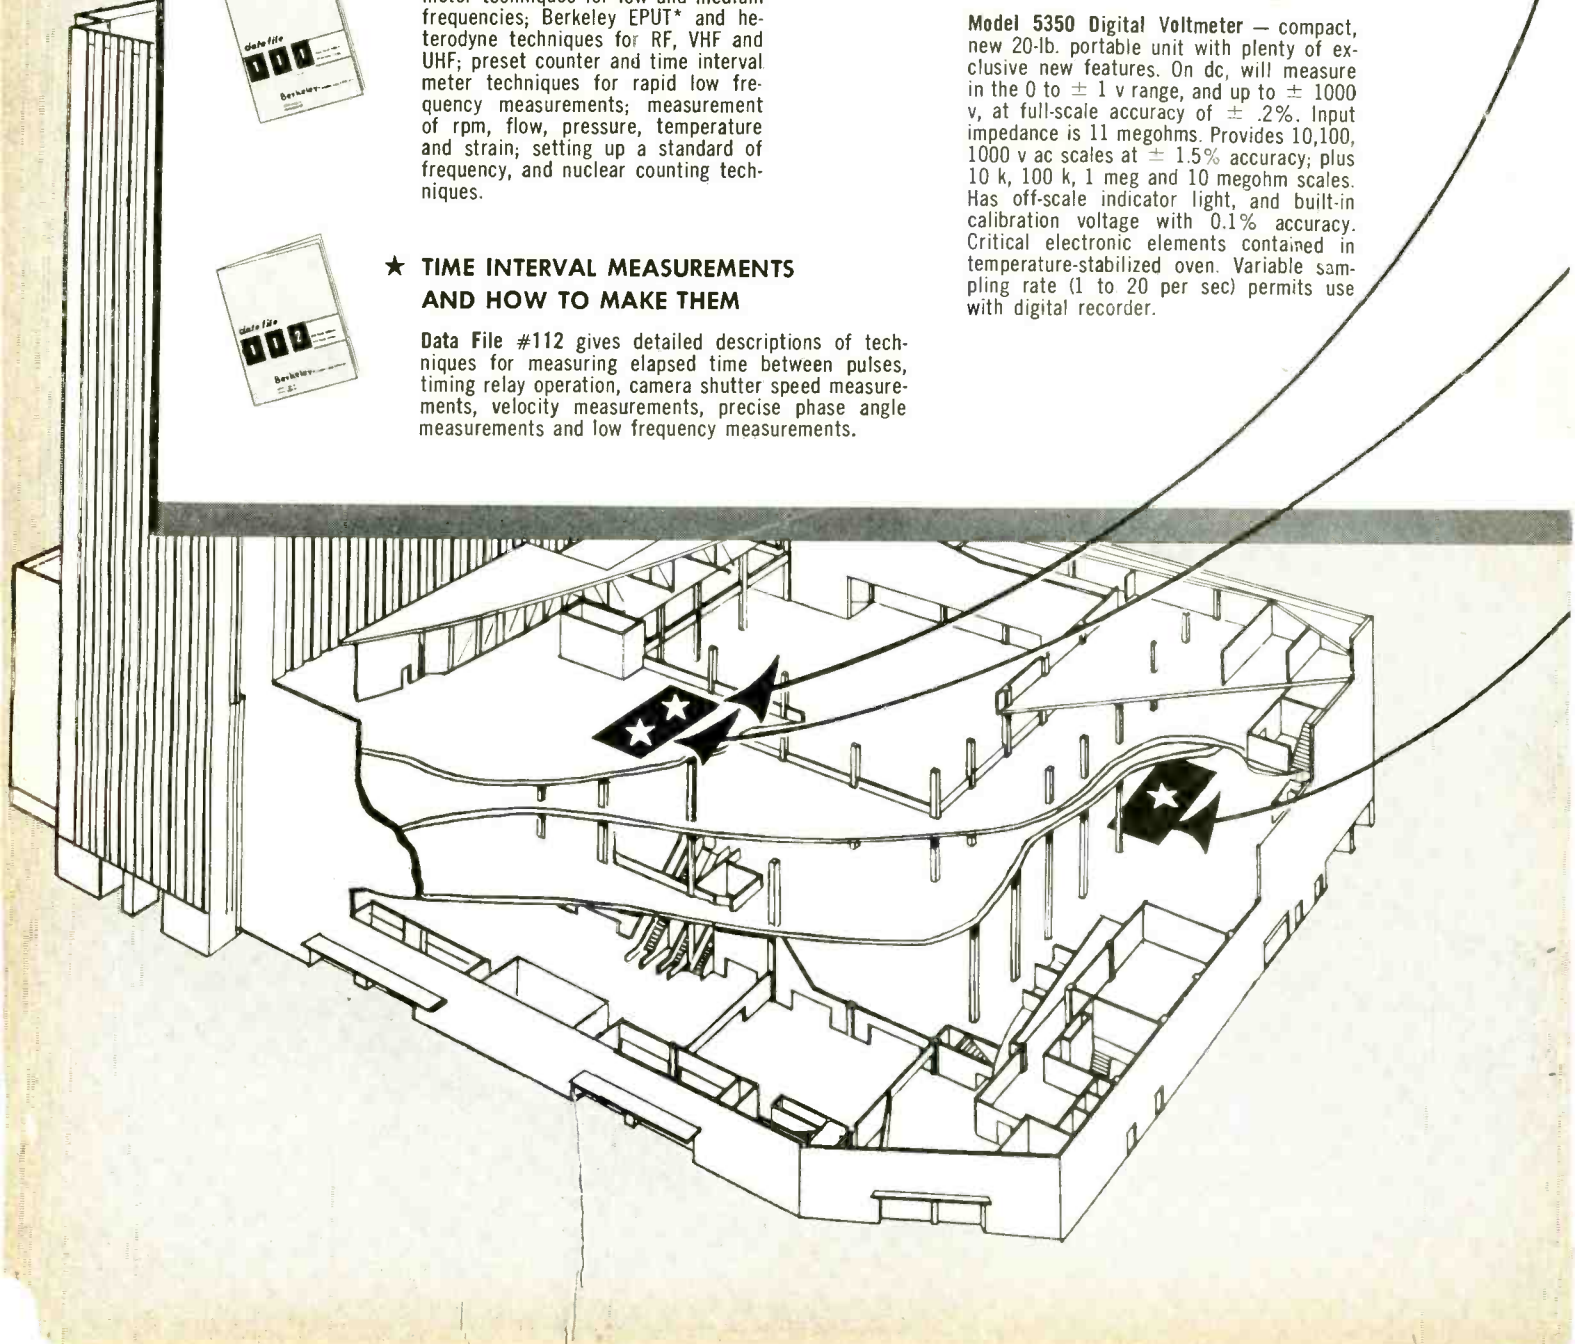 meter techniques for low and medium
frequencies; Berkeley EPUT* and he-
terodyne techniques for RF, VHF and
UHF; preset counter and time interval
meter techniques for rapid low fre-
quency measurements; measurement
of rpm, flow, pressure, temperature
and strain; setting up a standard of
frequency, and nuclear counting tech-
niques.
data file
Berkeley
★ TIME INTERVAL MEASUREMENTS
AND HOW TO MAKE THEM
Data File #112 gives detailed descriptions of tech-
niques for measuring elapsed time between pulses,
timing relay operation, camera shutter speed measure-
ments, velocity measurements, precise phase angle
measurements and low frequency measurements.
data file
112
Berkeley
Model 5350 Digital Voltmeter — compact,
new 20-lb. portable unit with plenty of ex-
clusive new features. On dc, will measure
in the 0 to ± 1 v range, and up to ± 1000
v, at full-scale accuracy of ± .2%. Input
impedance is 11 megohms. Provides 10,100,
1000 v ac scales at ± 1.5% accuracy; plus
10 k, 100 k, 1 meg and 10 megohm scales.
Has off-scale indicator light, and built-in
calibration voltage with 0.1% accuracy.
Critical electronic elements contained in
temperature-stabilized oven. Variable sam-
pling rate (1 to 20 per sec) permits use
with digital recorder.